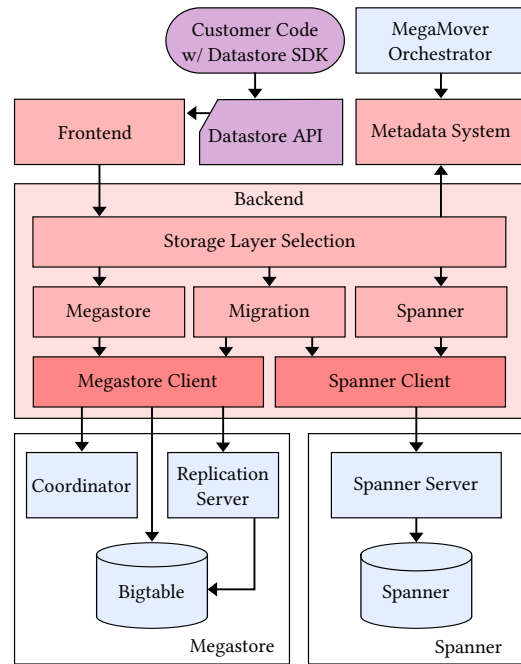 Customer Code
w/ Datastore SDK
MegaMover
Orchestrator
Frontend
Datastore API
Metadata System
Backend
Storage Layer Selection
Megastore
Migration
Spanner
Megastore Client
Spanner Client
Coordinator
Replication
Server
Spanner Server
Bigtable
Spanner
Megastore
Spanner